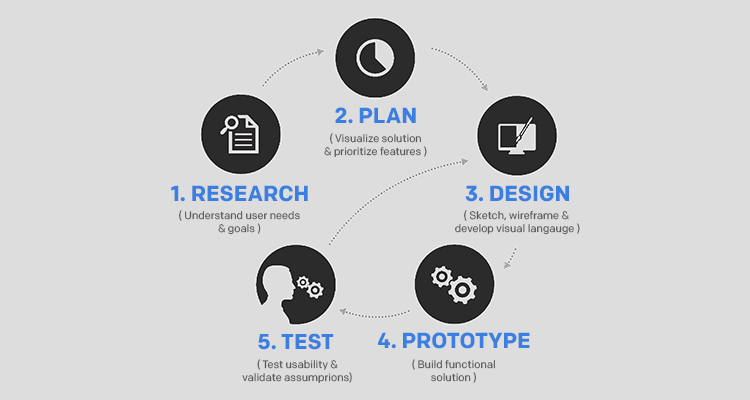 1. RESEARCH
( Understand user needs
& goals )
2. PLAN
( Visualize solution
& prioritize features )
3. DESIGN
( Sketch, wireframe &
develop visual langauge )
4. PROTOTYPE
( Build functional
solution )
5. TEST
( Test usability &
validate assumprions)